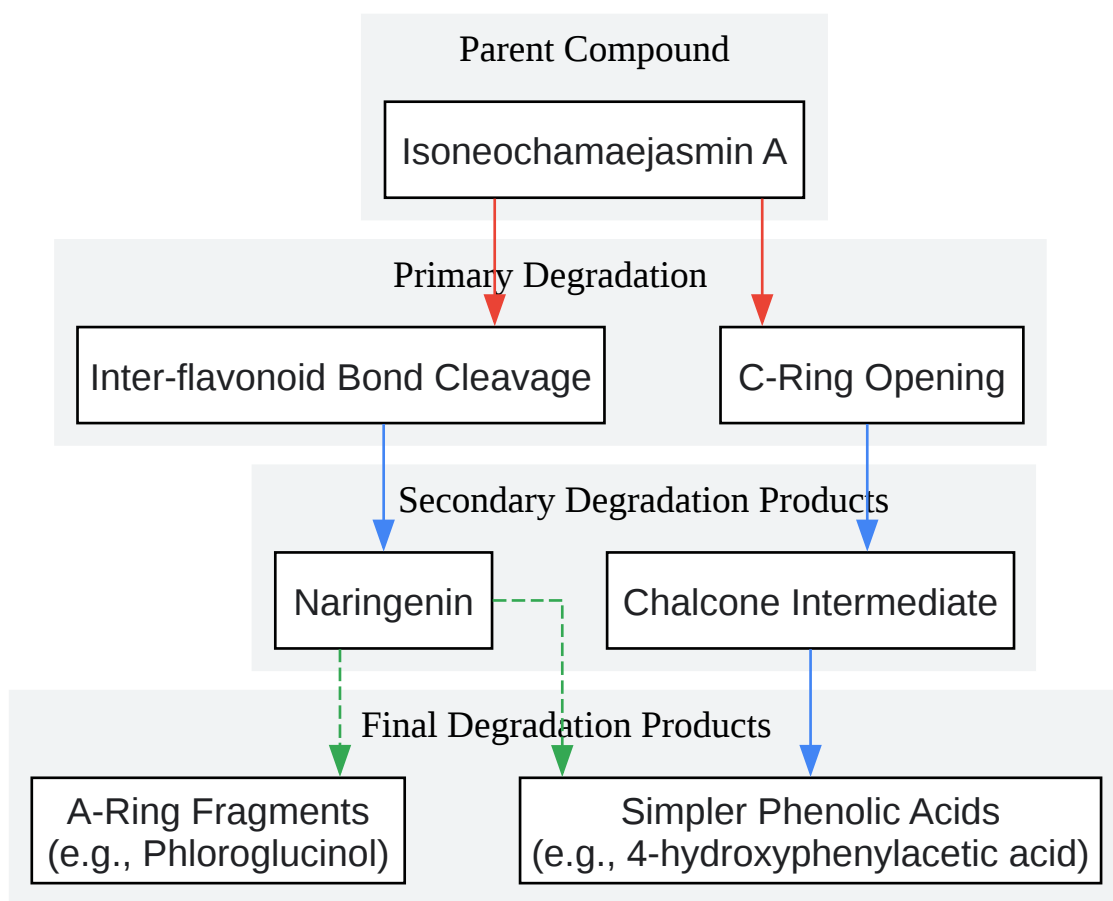 Parent Compound
Isoneochamaejasmin A
Primary Degradation
Inter-flavonoid Bond Cleavage
C-Ring Opening
Secondary Degradation Products
Naringenin
Chalcone Intermediate
Final Degradation Products
A-Ring Fragments
(e.g., Phloroglucinol)
Simpler Phenolic Acids
(e.g., 4-hydroxyphenylacetic acid)